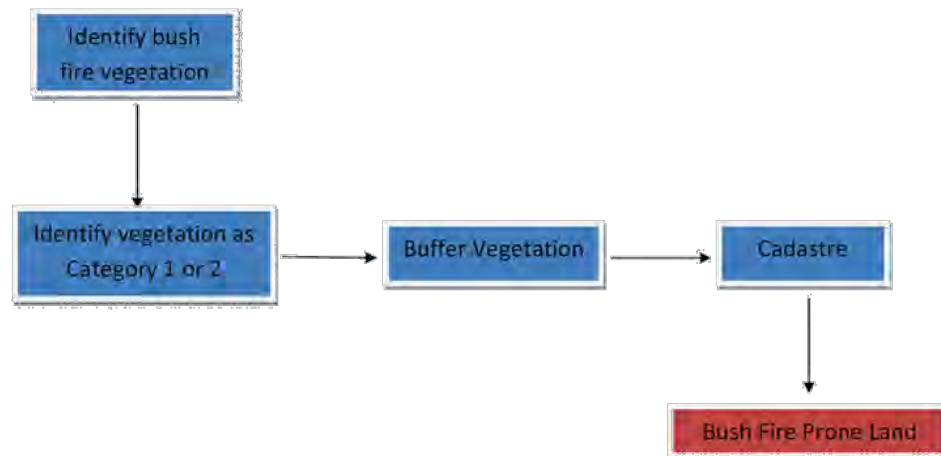 Identify bush
fire vegetation
Identify vegetation as
Category 1 or 2
Buffer Vegetation
Cadastre
Bush Fire Prone Land